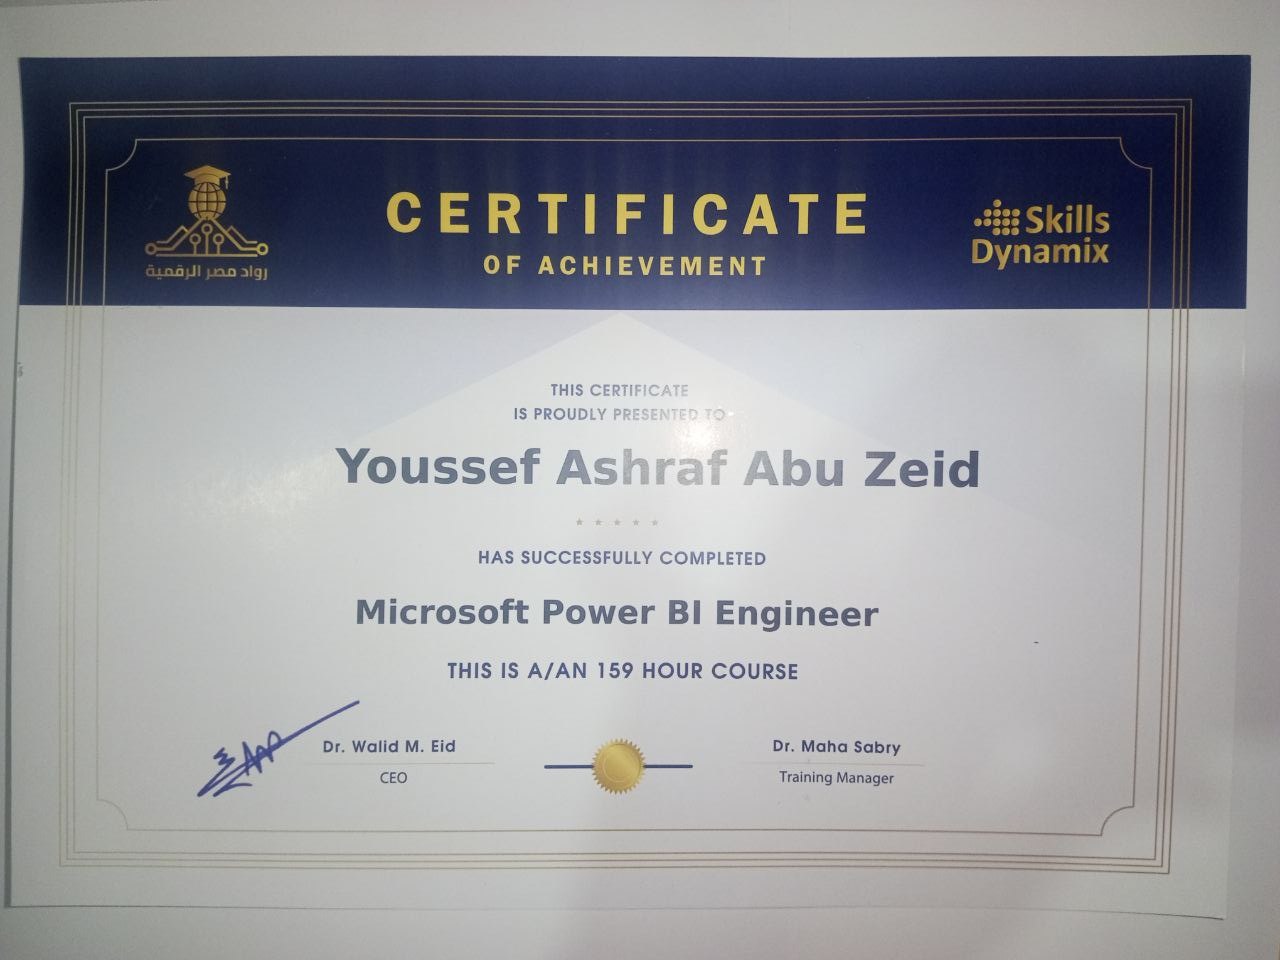 رواد مصر الرقمية
CERTIFICATE
OF ACHIEVEMENT
Skills
Dynamix
THIS CERTIFICATE
IS PROUDLY PRESENTED TO
Youssef Ashraf Abu Zeid
HAS SUCCESSFULLY COMPLETED
Microsoft Power BI Engineer
THIS IS A/AN 159 HOUR COURSE
Dr. Walid M. Eid
CEO
Dr. Maha Sabry
Training Manager